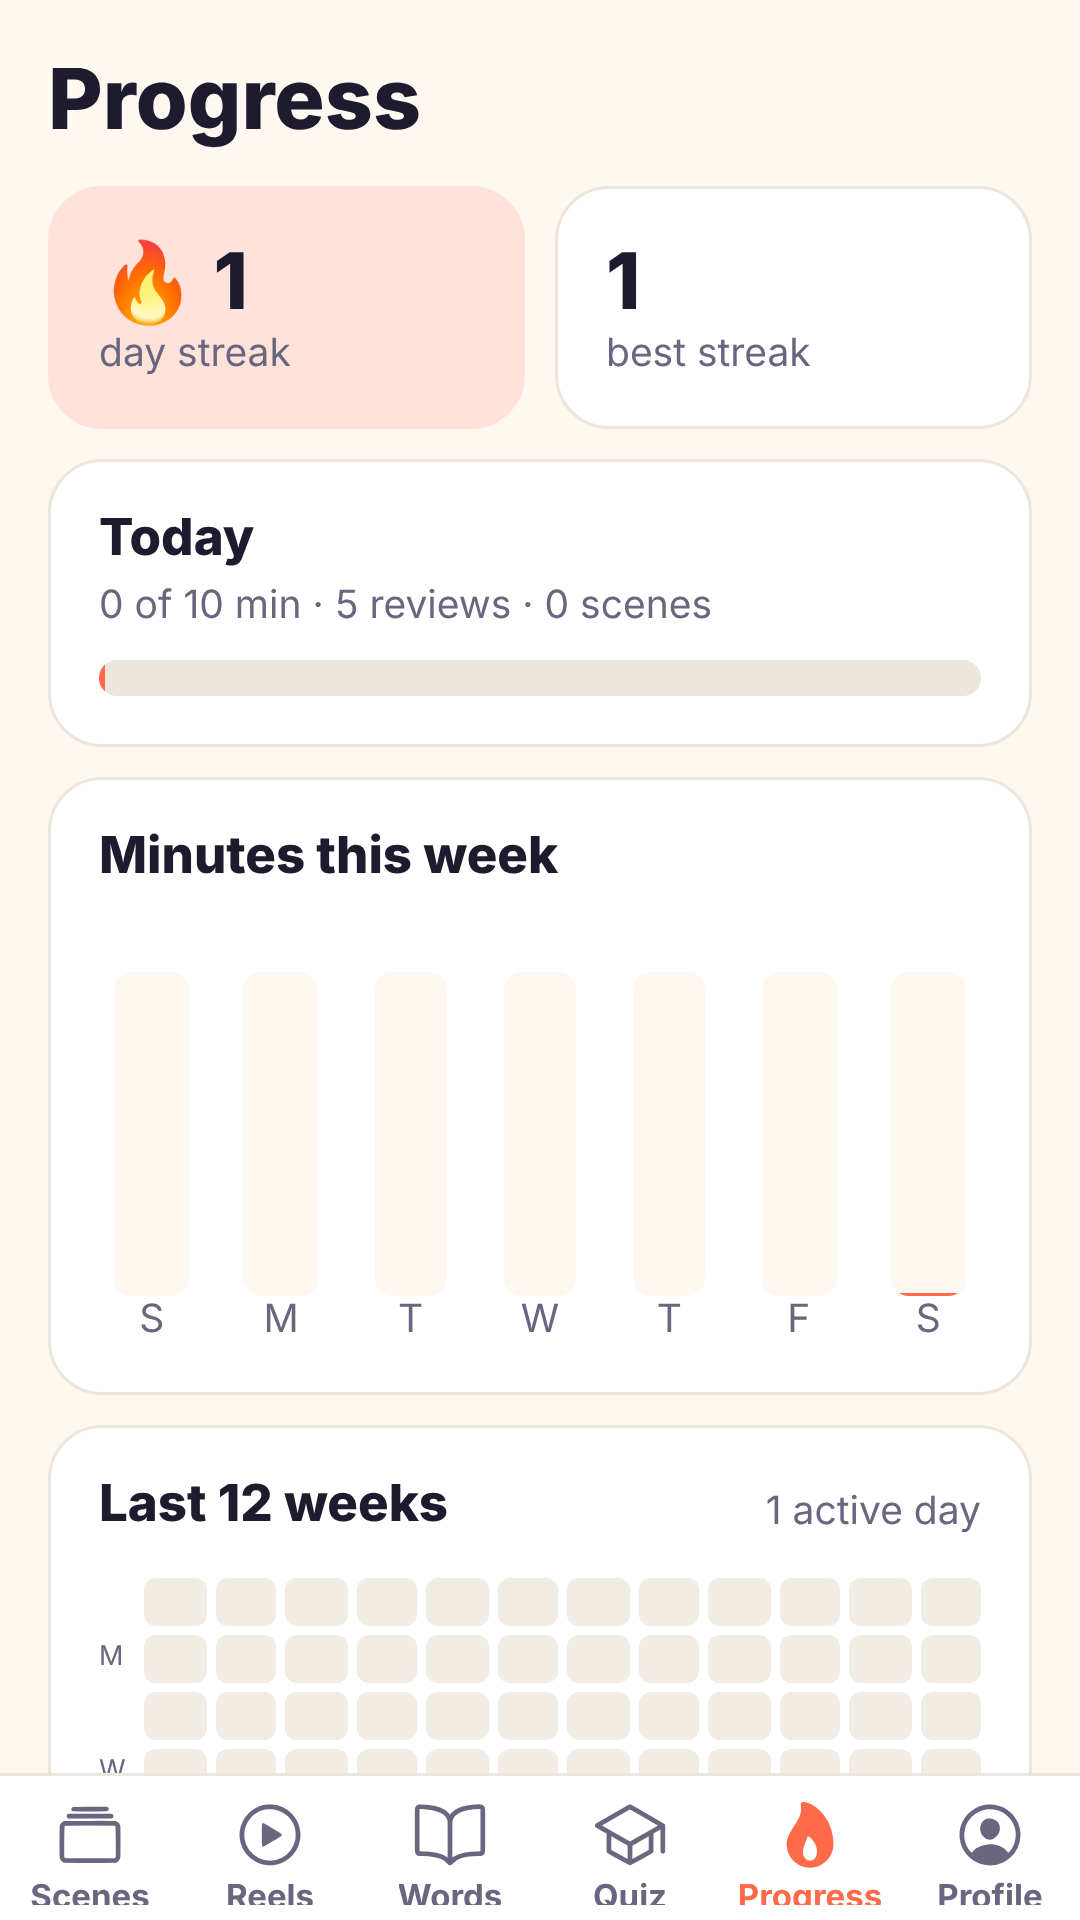 Progress
🔥 1
day streak
1
best streak
Today
0 of 10 min · 5 reviews · 0 scenes
Minutes this week
S M T W T F S
Last 12 weeks
1 active day
M
W
Scenes Reels Words Quiz Progress Profile